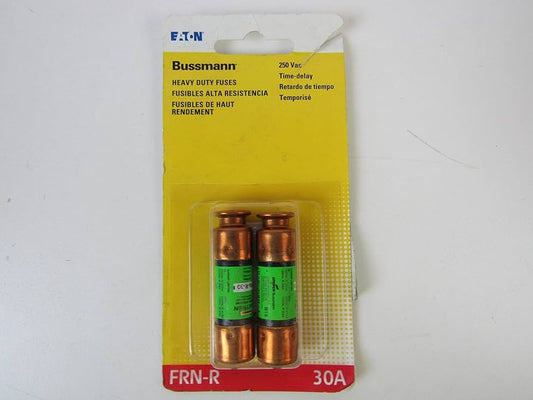 EATON
Bussmann
HEAVY DUTY FUSES
FUSIBLES ALTA RESISTENCIA
FUSIBLES DE HAUT
RENDEMENT
250 Vac
Time-delay
Retardo de tiempo
Temporisé
FRN-R
30A